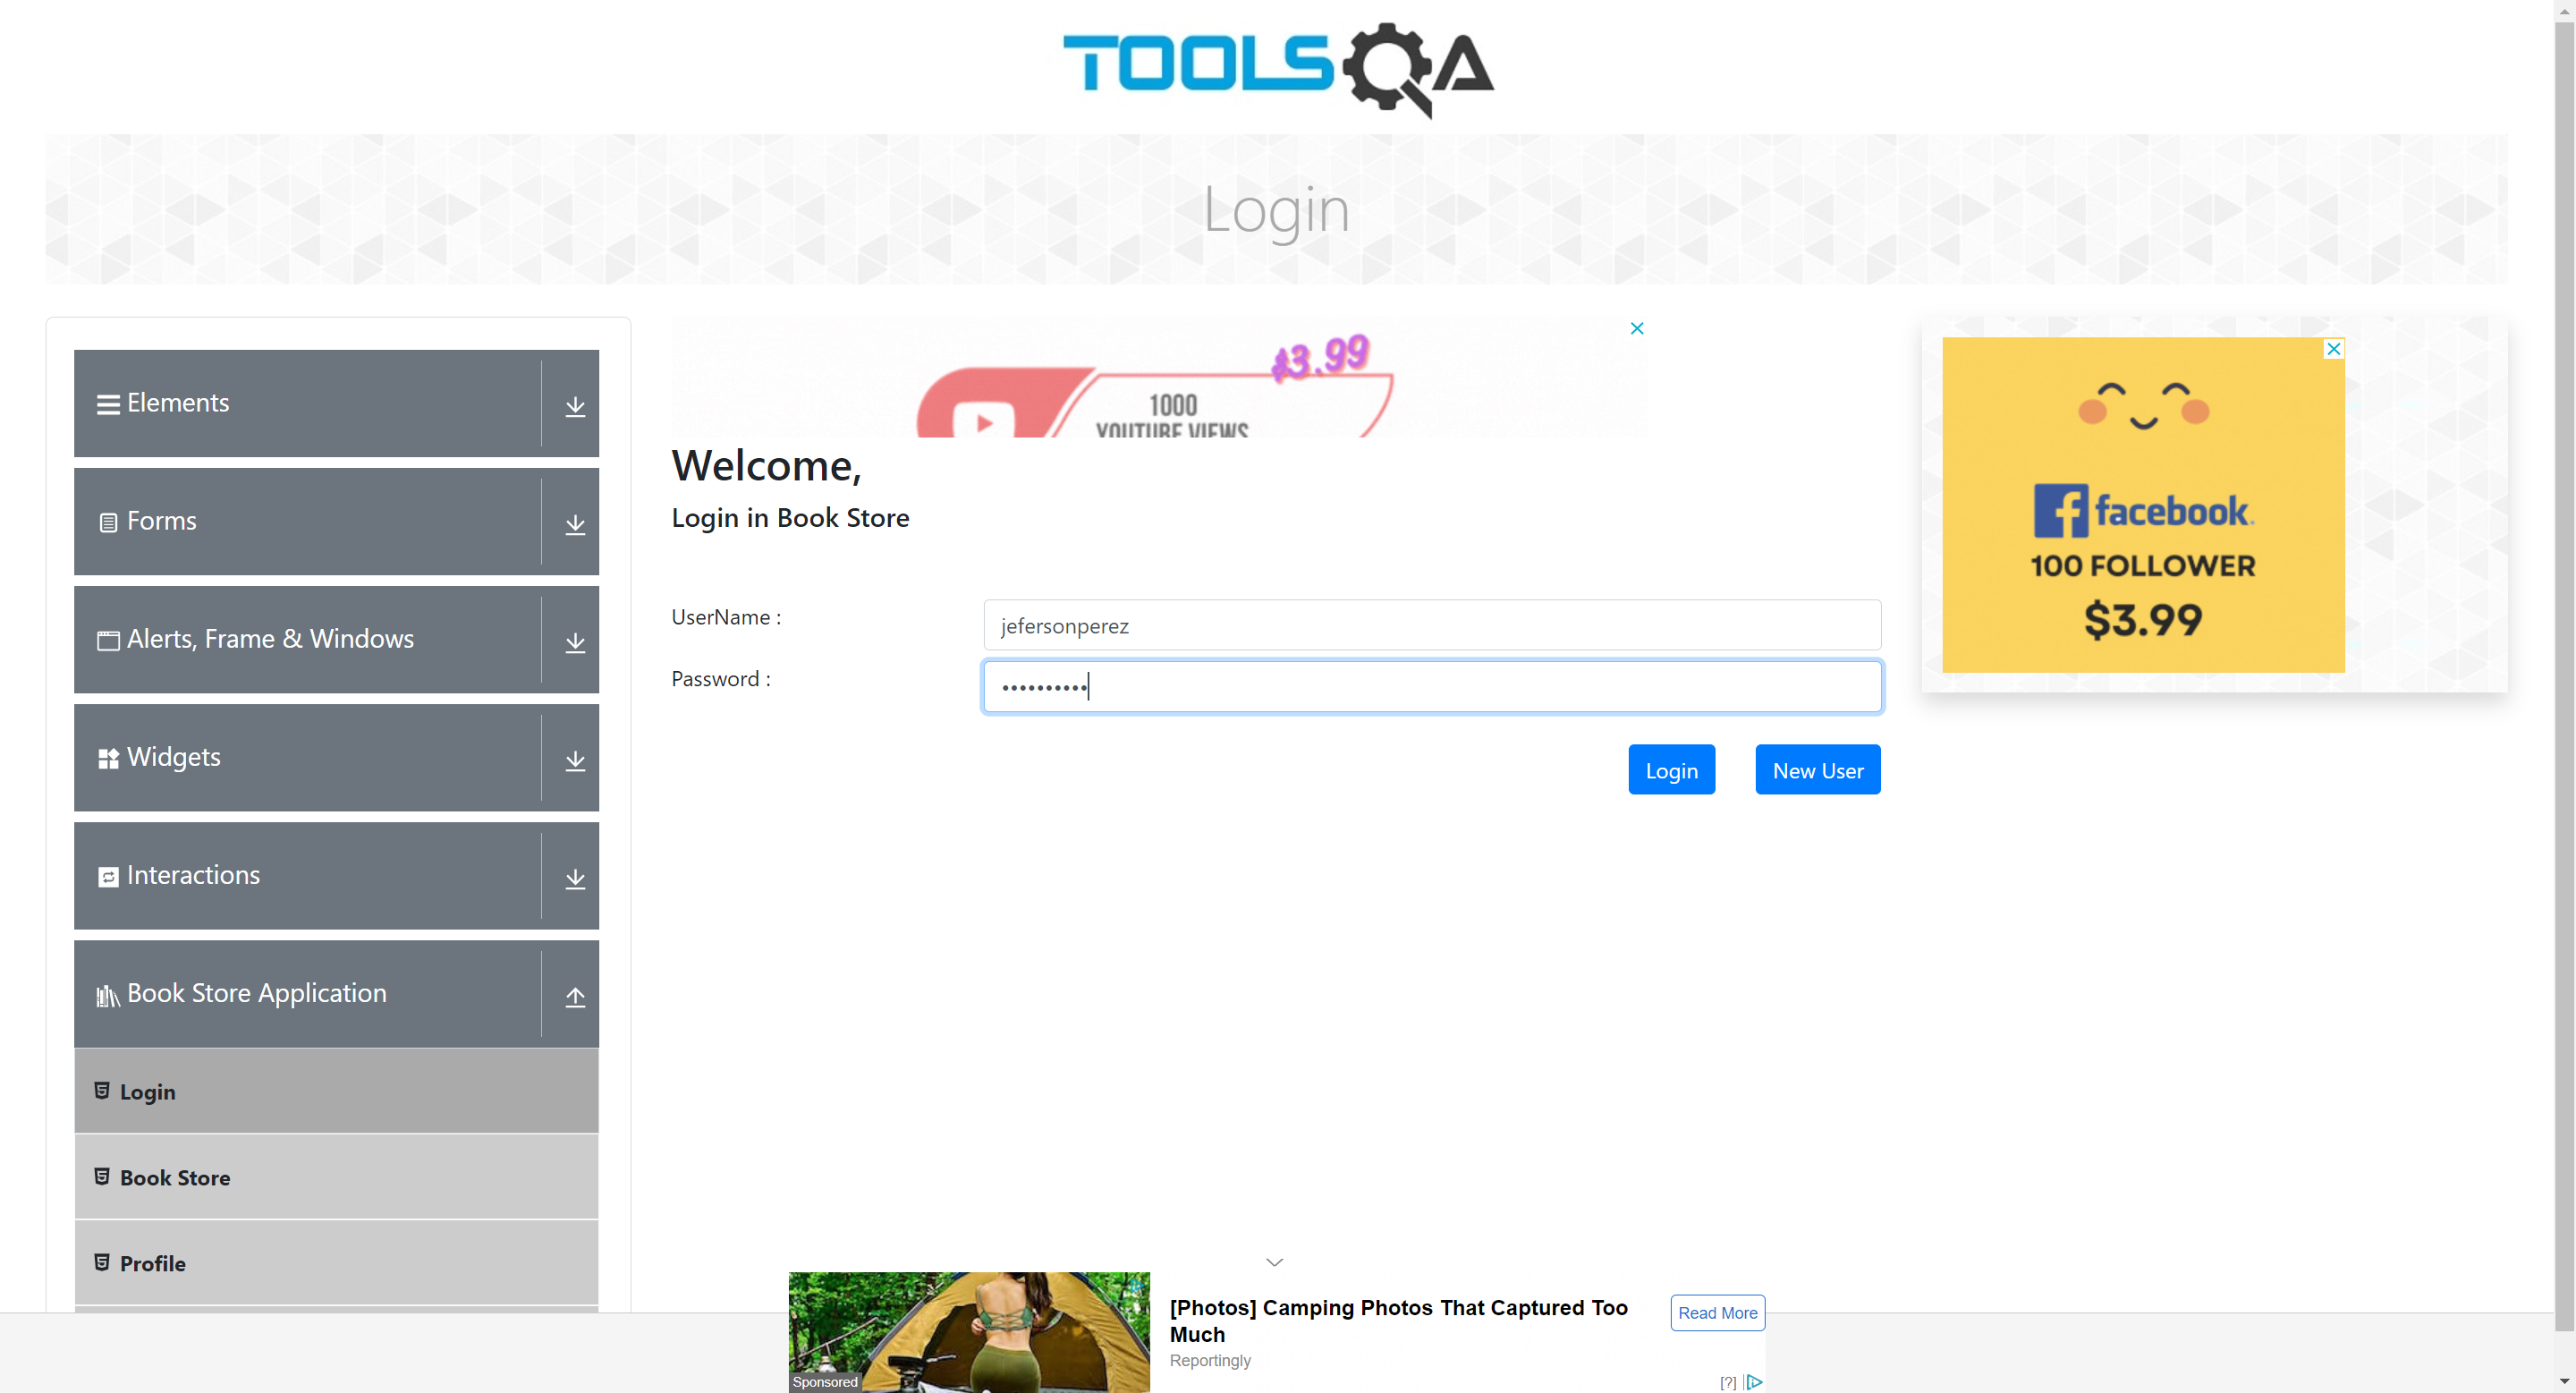 TOOLSQA
Login
Elements
Forms
Alerts, Frame & Windows
Widgets
Interactions
Book Store Application
Login
Book Store
Profile
$3.99
1000
YOUTUBE VIEWS
Welcome,
Login in Book Store
UserName :
jefersonperez
Password :
••••••••••
Login
New User
facebook.
100 FOLLOWER
$3.99
Sponsored
[Photos] Camping Photos That Captured Too
Much
Reportingly
Read More
[?]